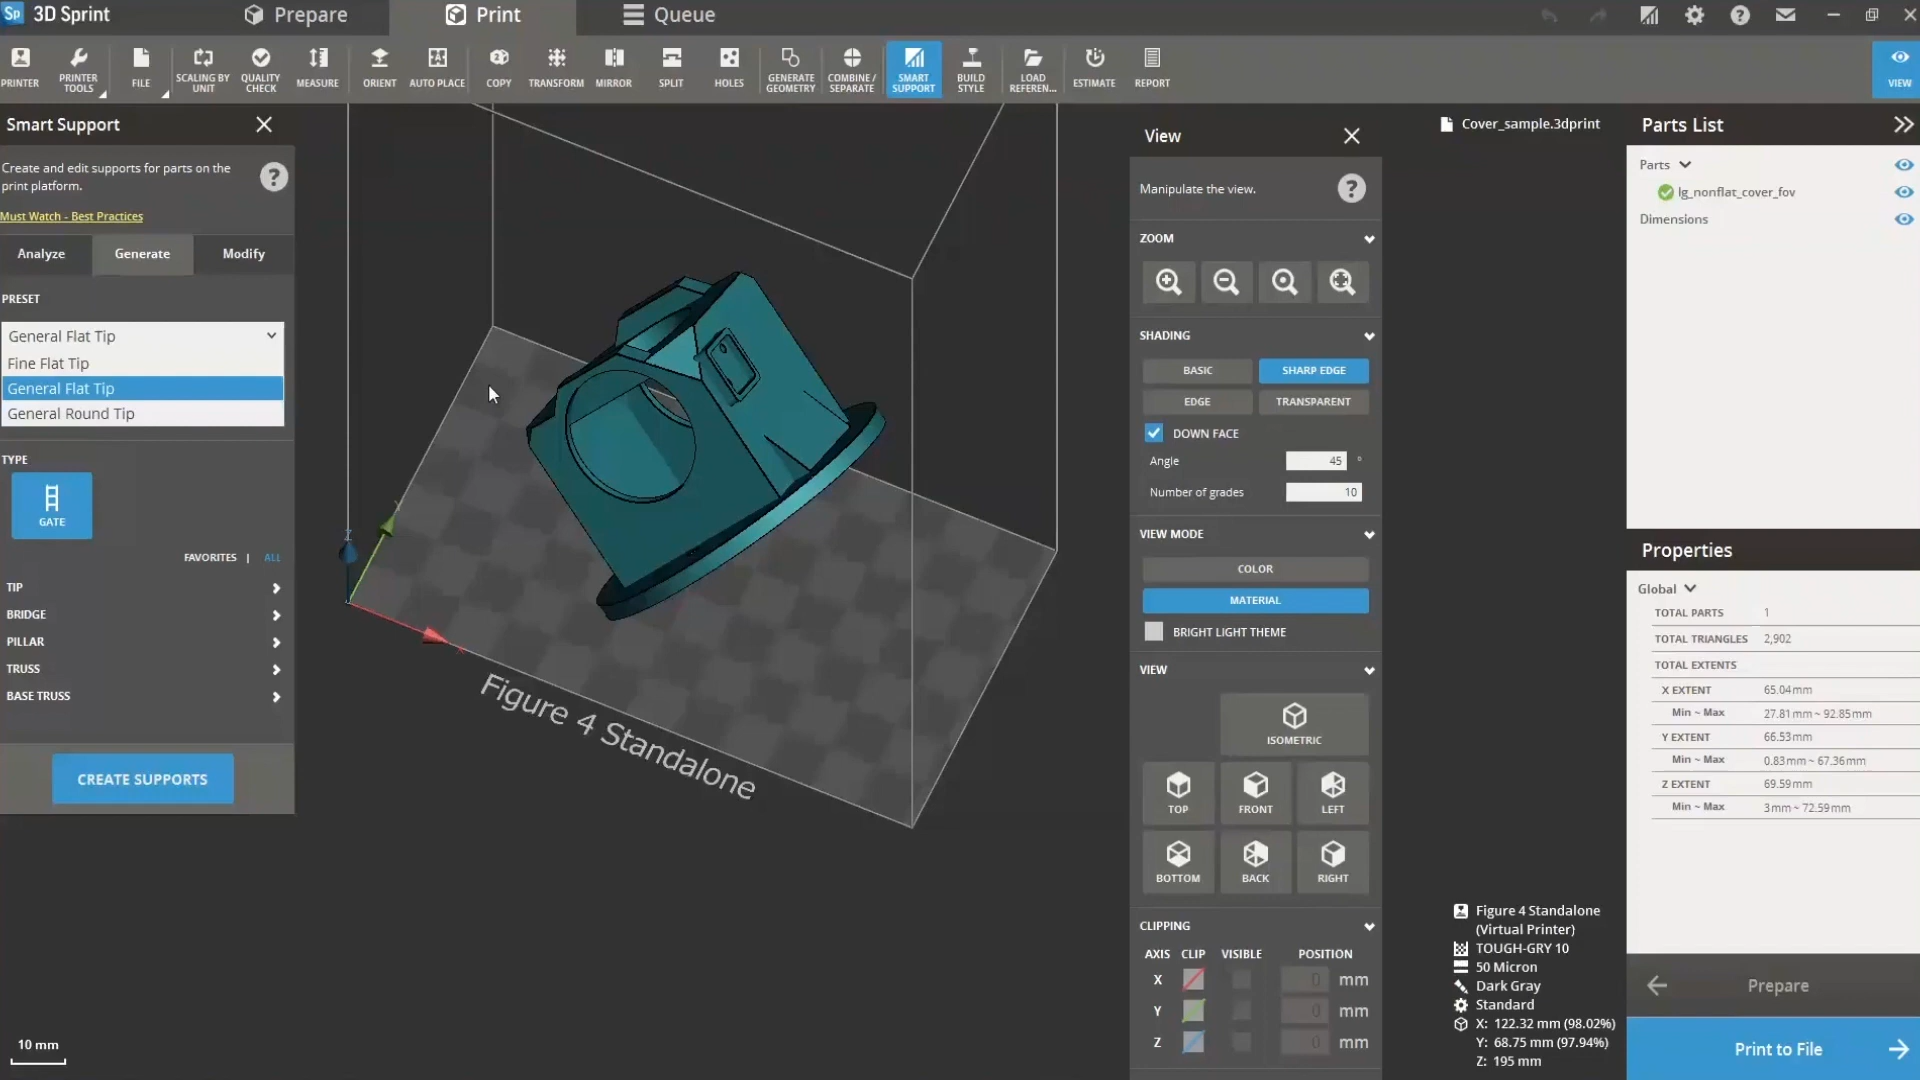 Sp 3D Sprint
Prepare
Print
Queue
PRINTER
PRINTER
TOOLS
FILE
SCALING BY
UNIT
QUALITY
CHECK
MEASURE
ORIENT
AUTO PLACE
COPY
TRANSFORM
MIRROR
SPLIT
HOLES
GENERATE
GEOMETRY
COMBINE /
SEPARATE
SMART
SUPPORT
BUILD
STYLE
LOAD
REFEREN...
ESTIMATE
REPORT
VIEW
Smart Support
Create and edit supports for parts on the
print platform.
?
Must Watch - Best Practices
Analyze
Generate
Modify
PRESET
General Flat Tip
Fine Flat Tip
General Flat Tip
General Round Tip
TYPE
GATE
FAVORITES | ALL
TIP
BRIDGE
PILLAR
TRUSS
BASE TRUSS
CREATE SUPPORTS
10 mm
Z
Y
X
Figure 4 Standalone
View
Manipulate the view.
?
ZOOM
SHADING
BASIC
SHARP EDGE
EDGE
TRANSPARENT
DOWN FACE
Angle 45 °
Number of grades 10
VIEW MODE
COLOR
MATERIAL
BRIGHT LIGHT THEME
VIEW
ISOMETRIC
TOP
FRONT
LEFT
BOTTOM
BACK
RIGHT
CLIPPING
AXIS CLIP VISIBLE POSITION
X 0 mm
Y 0 mm
Z 0 mm
Cover_sample.3dprint
Figure 4 Standalone
(Virtual Printer)
TOUGH-GRY 10
50 Micron
Dark Gray
Standard
X: 122.32 mm (98.02%)
Y: 68.75 mm (97.94%)
Z: 195 mm
Parts List
Parts
lg_nonflat_cover_fov
Dimensions
Properties
Global
TOTAL PARTS 1
TOTAL TRIANGLES 2,902
TOTAL EXTENTS
X EXTENT 65.04mm
Min ~ Max 27.81mm ~ 92.85mm
Y EXTENT 66.53mm
Min ~ Max 0.83mm ~ 67.36mm
Z EXTENT 69.59mm
Min ~ Max 3mm ~ 72.59mm
Prepare
Print to File